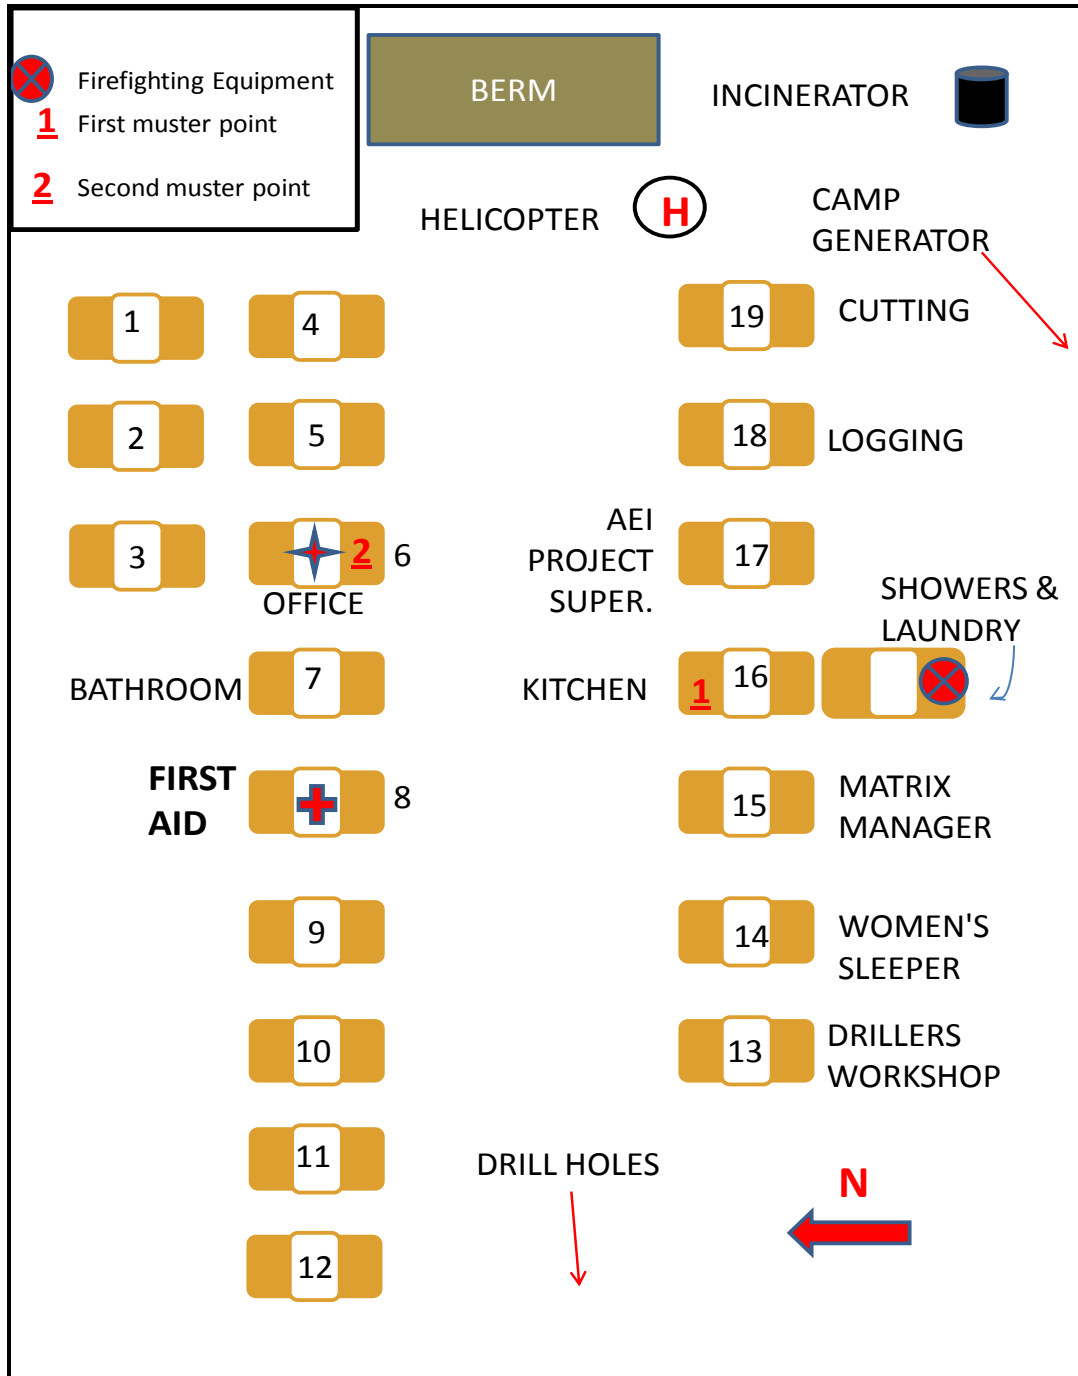 Firefighting Equipment
1 First muster point
2 Second muster point
BERM
INCINERATOR
HELICOPTER
H
CAMP
GENERATOR
1
4
19
CUTTING
2
5
18
LOGGING
3
2
6
OFFICE
AEI
PROJECT
SUPER.
17
SHOWERS &
LAUNDRY
BATHROOM
7
KITCHEN
1
16
FIRST
AID
8
15
MATRIX
MANAGER
9
14
WOMEN'S
SLEEPER
10
13
DRILLERS
WORKSHOP
11
DRILL HOLES
N
12